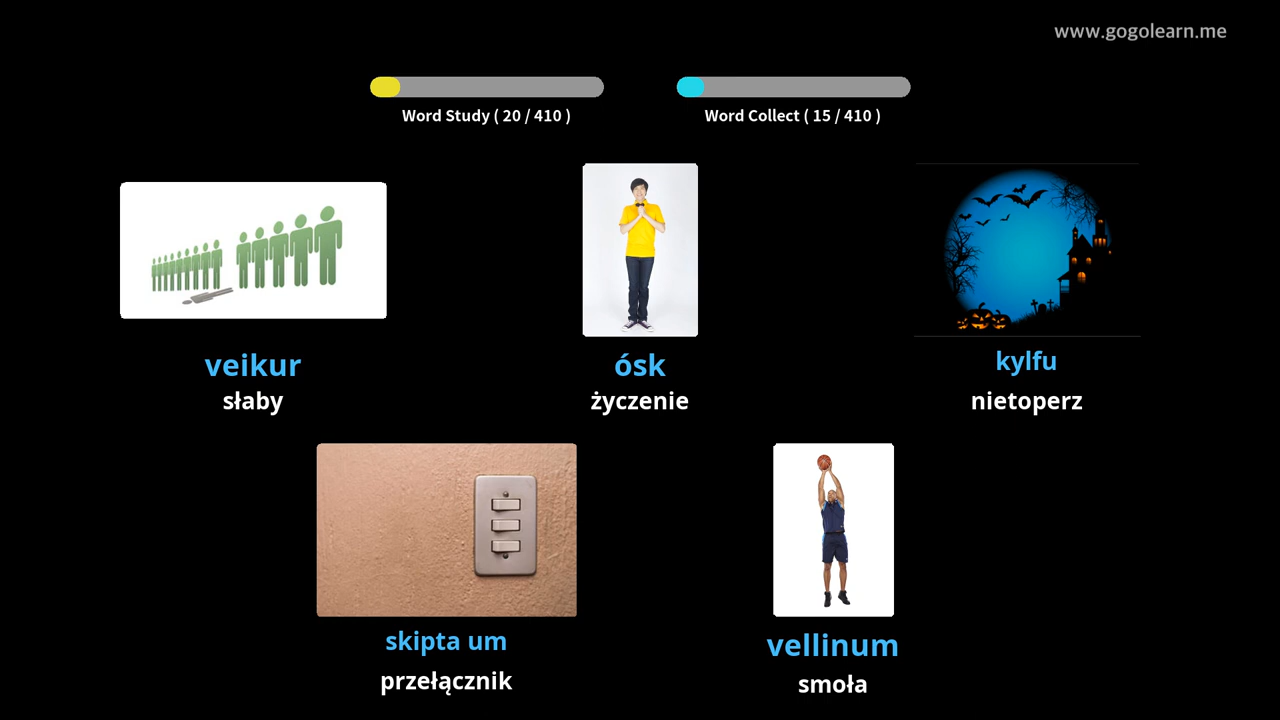 www.gogolearn.me
Word Study ( 20 / 410 )
Word Collect ( 15 / 410 )
veikur
słaby
ósk
życzenie
kylfu
nietoperz
skipta um
przełącznik
vellinum
smoła